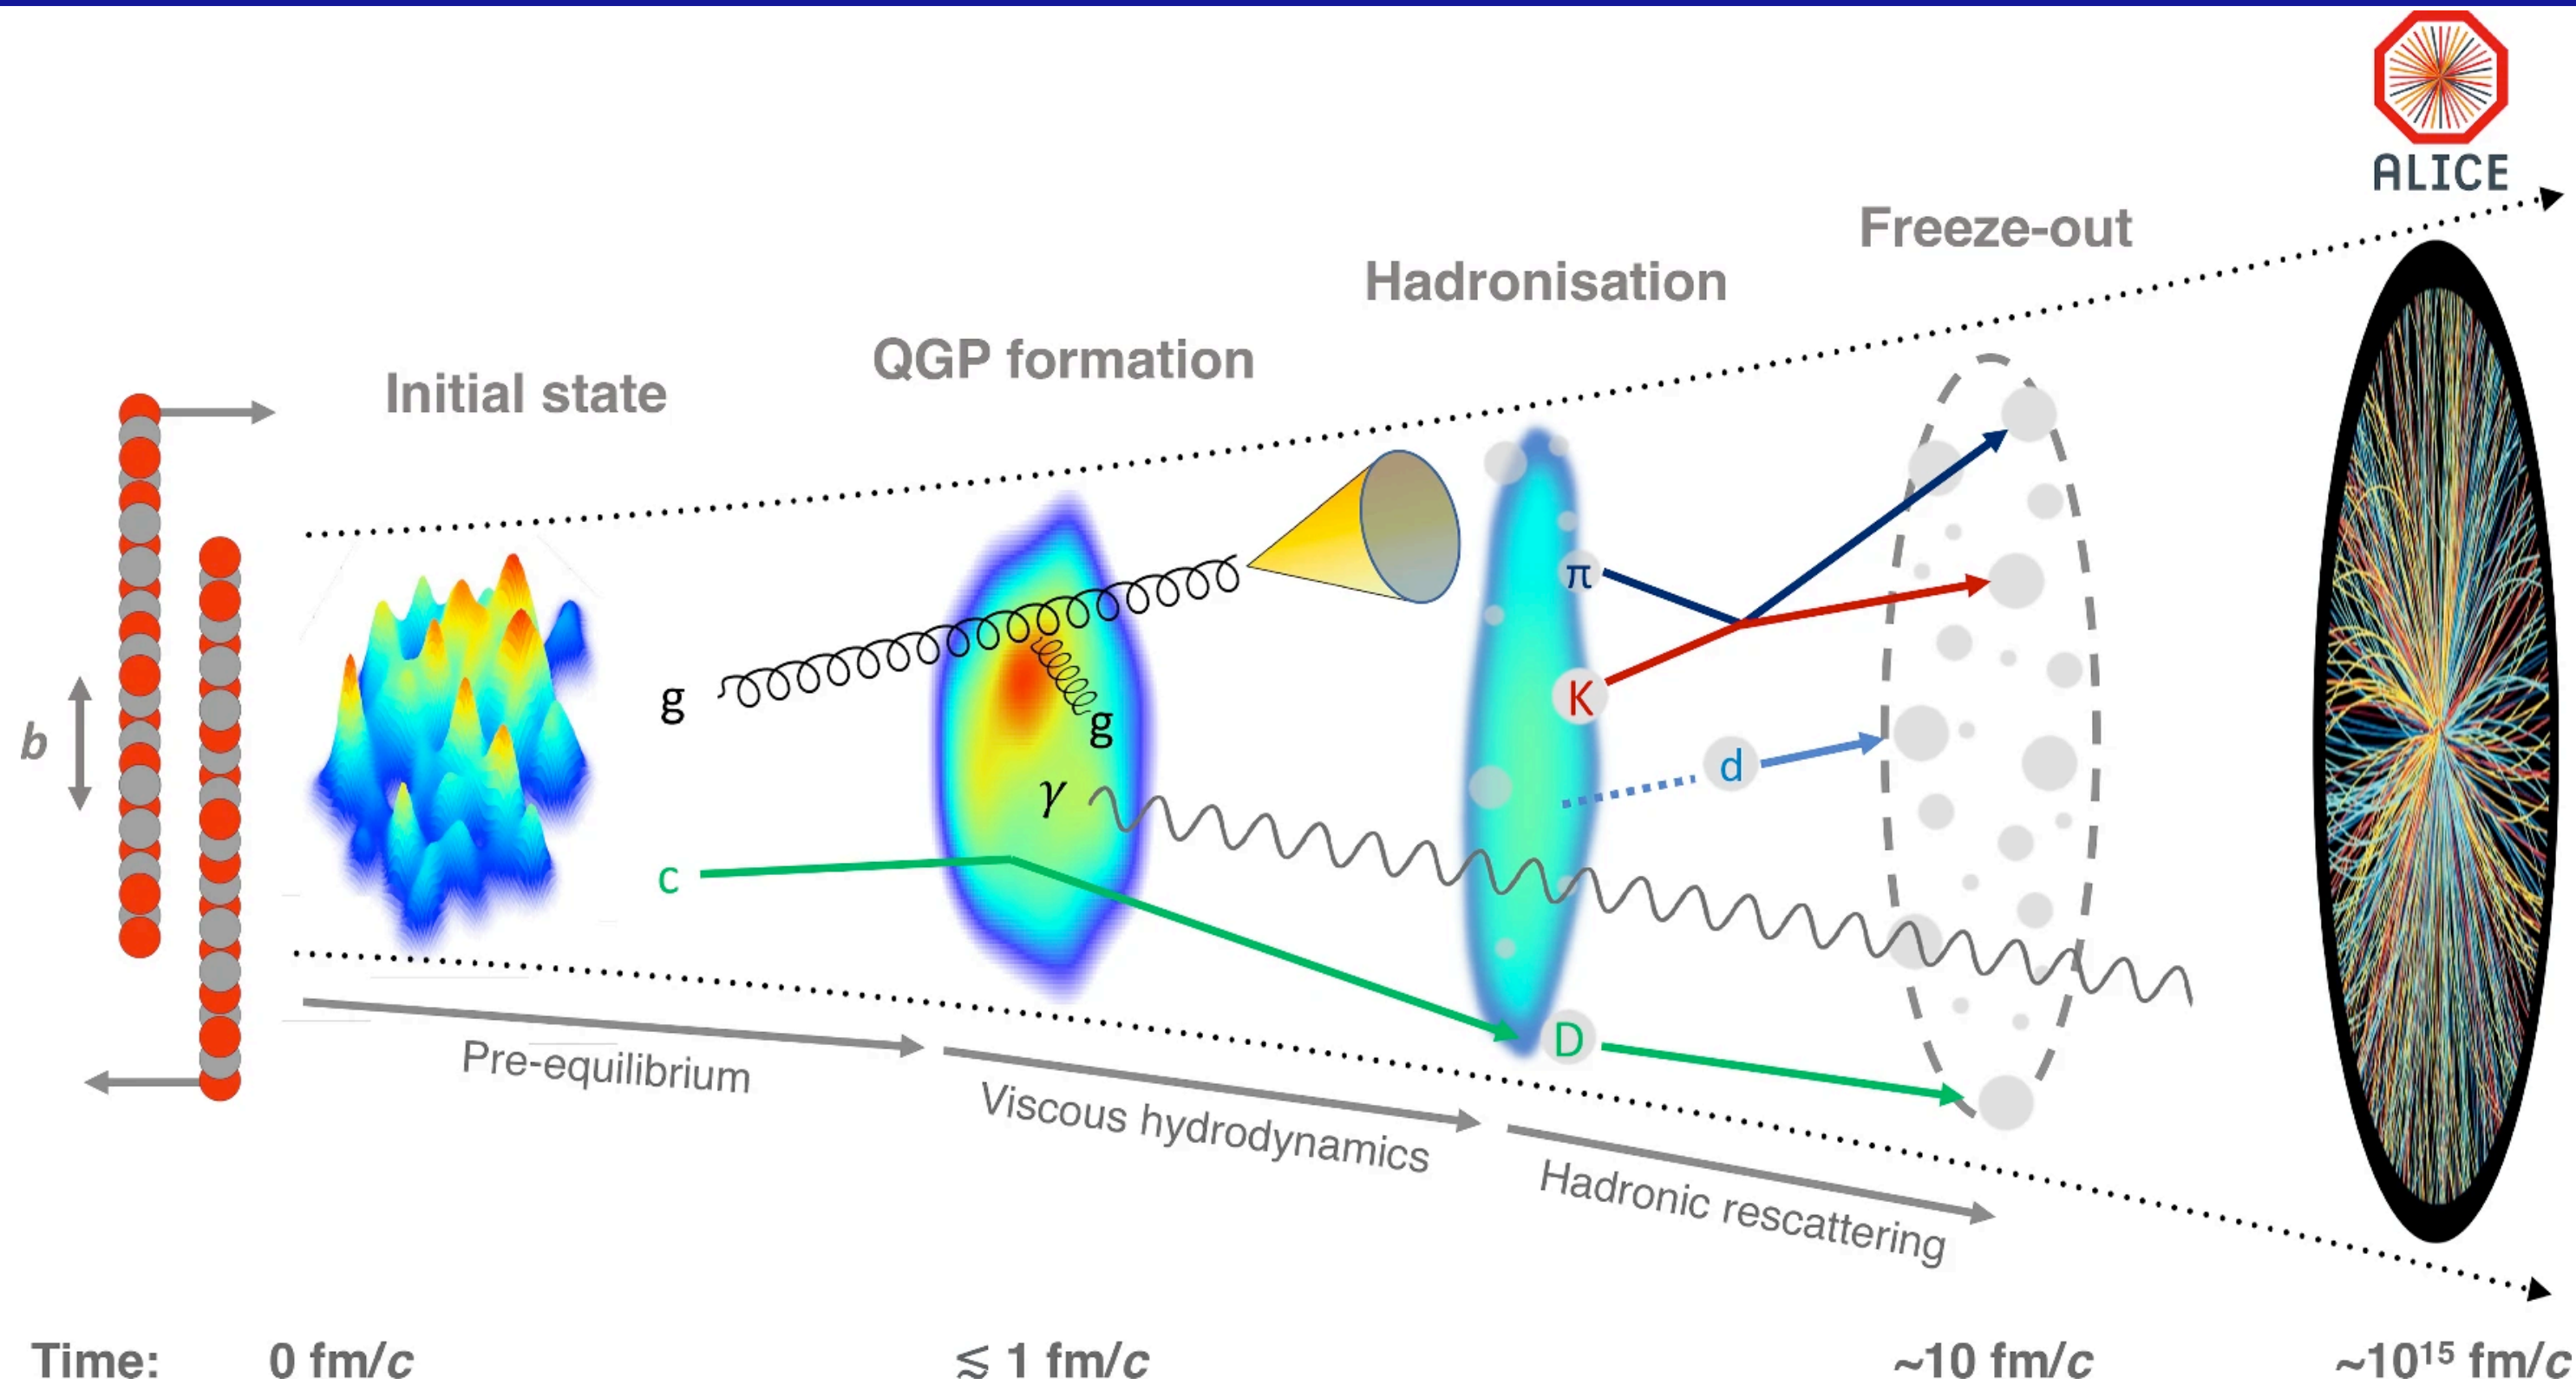 ALICE
Freeze-out
Hadronisation
QGP formation
Initial state
π
g
K
g
b
d
γ
c
D
Pre-equilibrium
Viscous hydrodynamics
Hadronic rescattering
Time: 0 fm/c ≲ 1 fm/c ~10 fm/c ~10¹⁵ fm/c